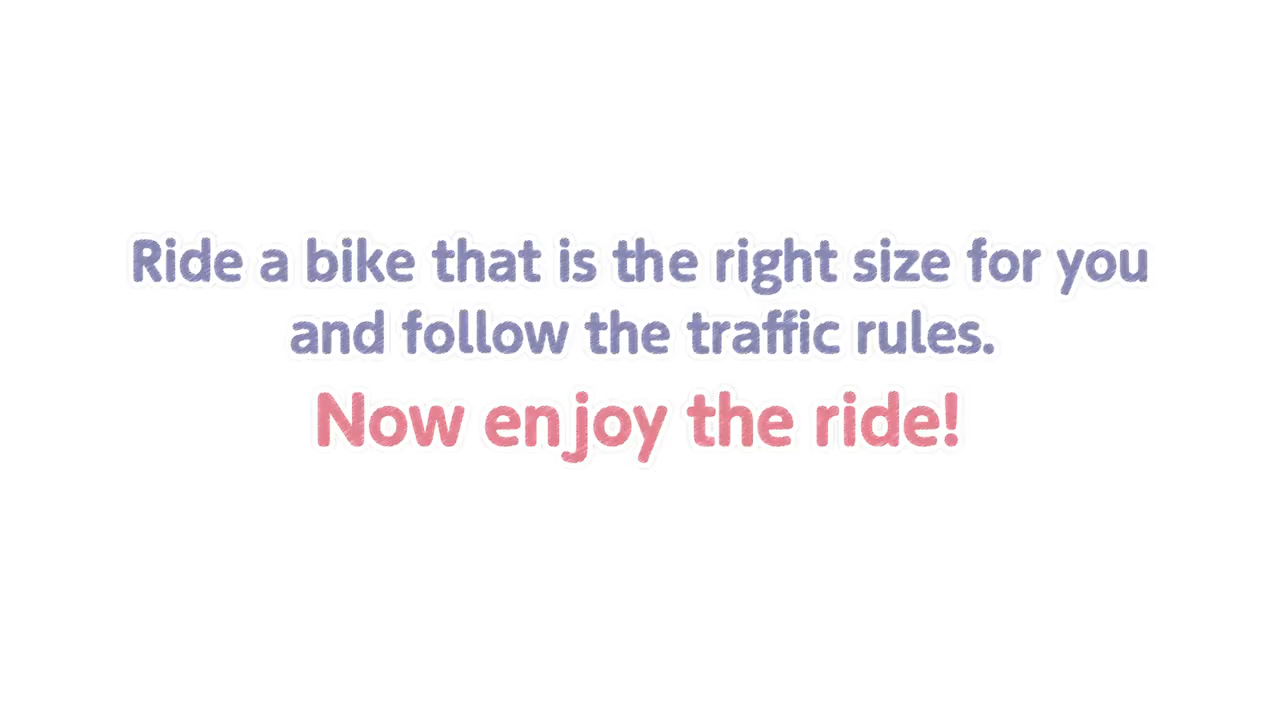 Ride a bike that is the right size for you
and follow the traffic rules.
Now enjoy the ride!